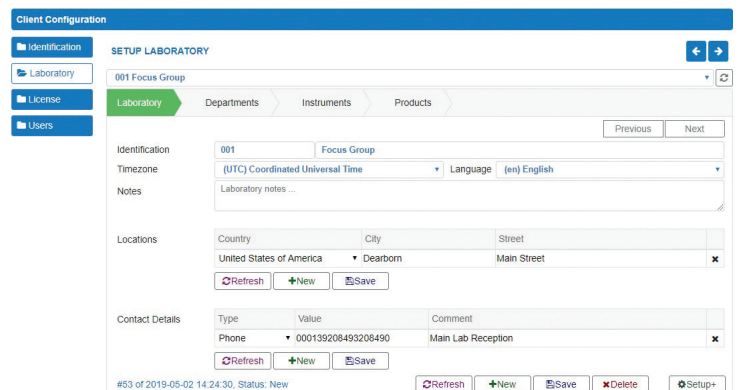 Client Configuration
Identification
Laboratory
License
Users
SETUP LABORATORY
001 Focus Group
Laboratory Departments Instruments Products
Previous Next
Identification 001 Focus Group
Timezone (UTC) Coordinated Universal Time Language (en) English
Notes Laboratory notes ...
Locations Country City Street
United States of America Dearborn Main Street
Refresh New Save
Contact Details Type Value Comment
Phone 000139208493208490 Main Lab Reception
Refresh New Save
#53 of 2019-05-02 14:24:30, Status: New Refresh New Save Delete Setup+